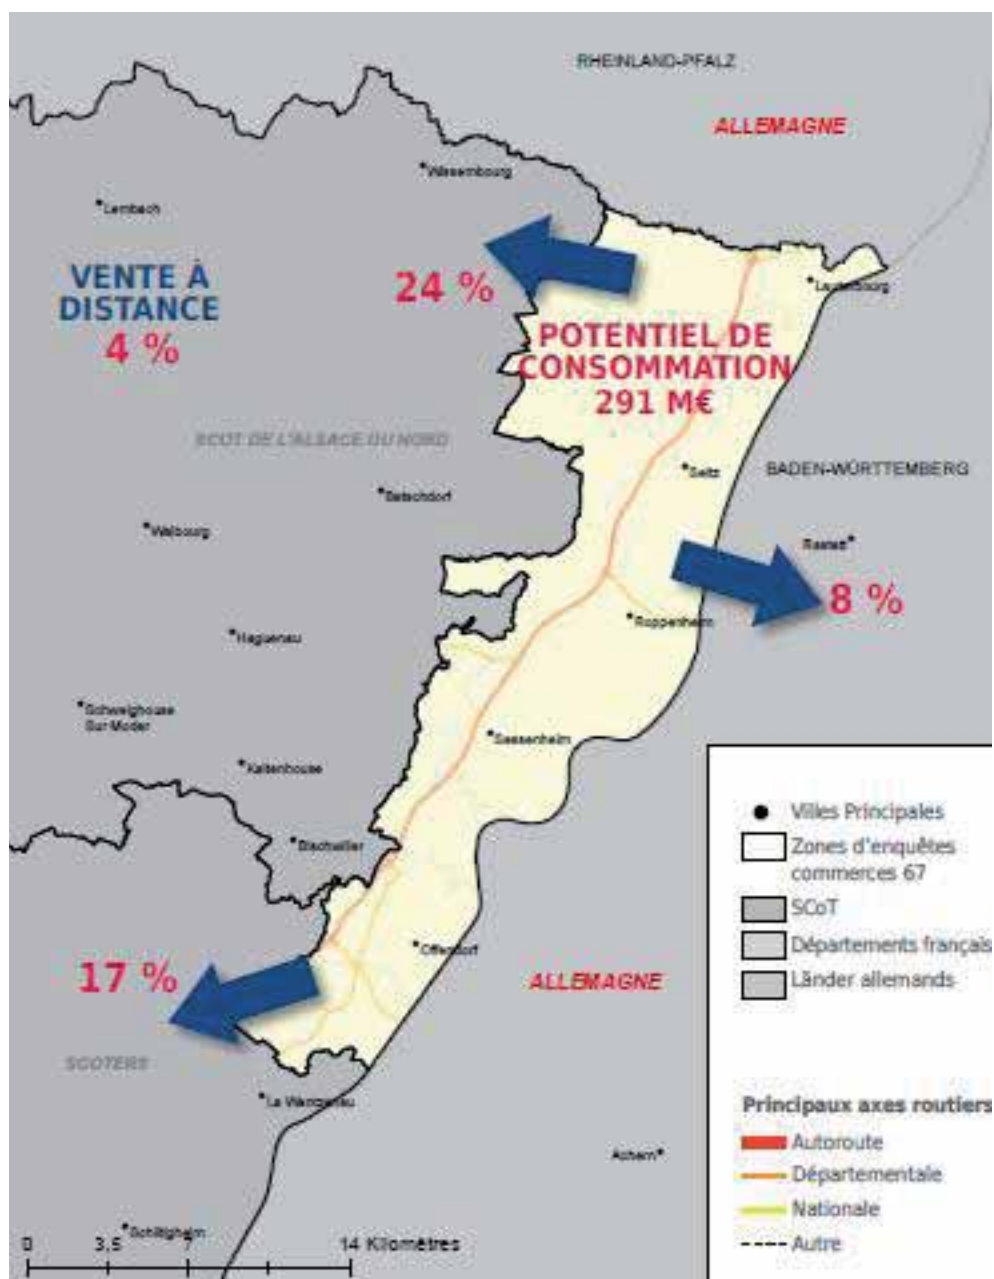 RHEINLAND-PFALZ
ALLEMAGNE
Wissembourg
Lembach
VENTE À
DISTANCE
4 %
24 %
Lauterbourg
POTENTIEL DE
CONSOMMATION
291 M€
SCOT DE L'ALSACE DU NORD
Seltz
BADEN-WÜRTTEMBERG
Betschdorf
Walbourg
Rastatt
8 %
Roppenheim
Haguenau
Schweighouse
Sur Moder
Sessenheim
Kaltenhouse
Bischwiller
Villes Principales
Zones d'enquêtes
commerces 67
SCoT
Départements français
Länder allemands
Offendorf
17 %
ALLEMAGNE
SCOTERS
La Wantzenau
Principaux axes routiers
Autoroute
Départementale
Nationale
Autre
Achern
Schiltigheim
0 3,5 7 14 Kilomètres